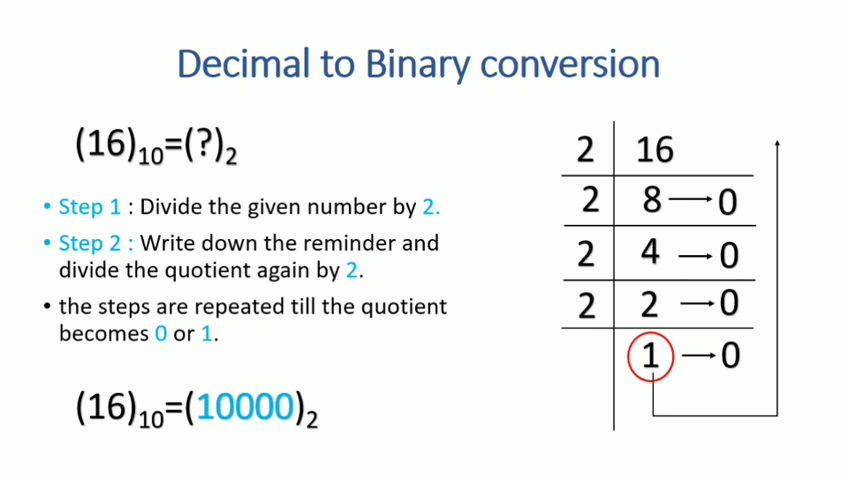 Decimal to Binary conversion
(16)₁₀=(?)₂
• Step 1 : Divide the given number by 2.
• Step 2 : Write down the reminder and
divide the quotient again by 2.
• the steps are repeated till the quotient
becomes 0 or 1.
(16)₁₀=(10000)₂
2 16
2 8 → 0
2 4 → 0
2 2 → 0
1 → 0